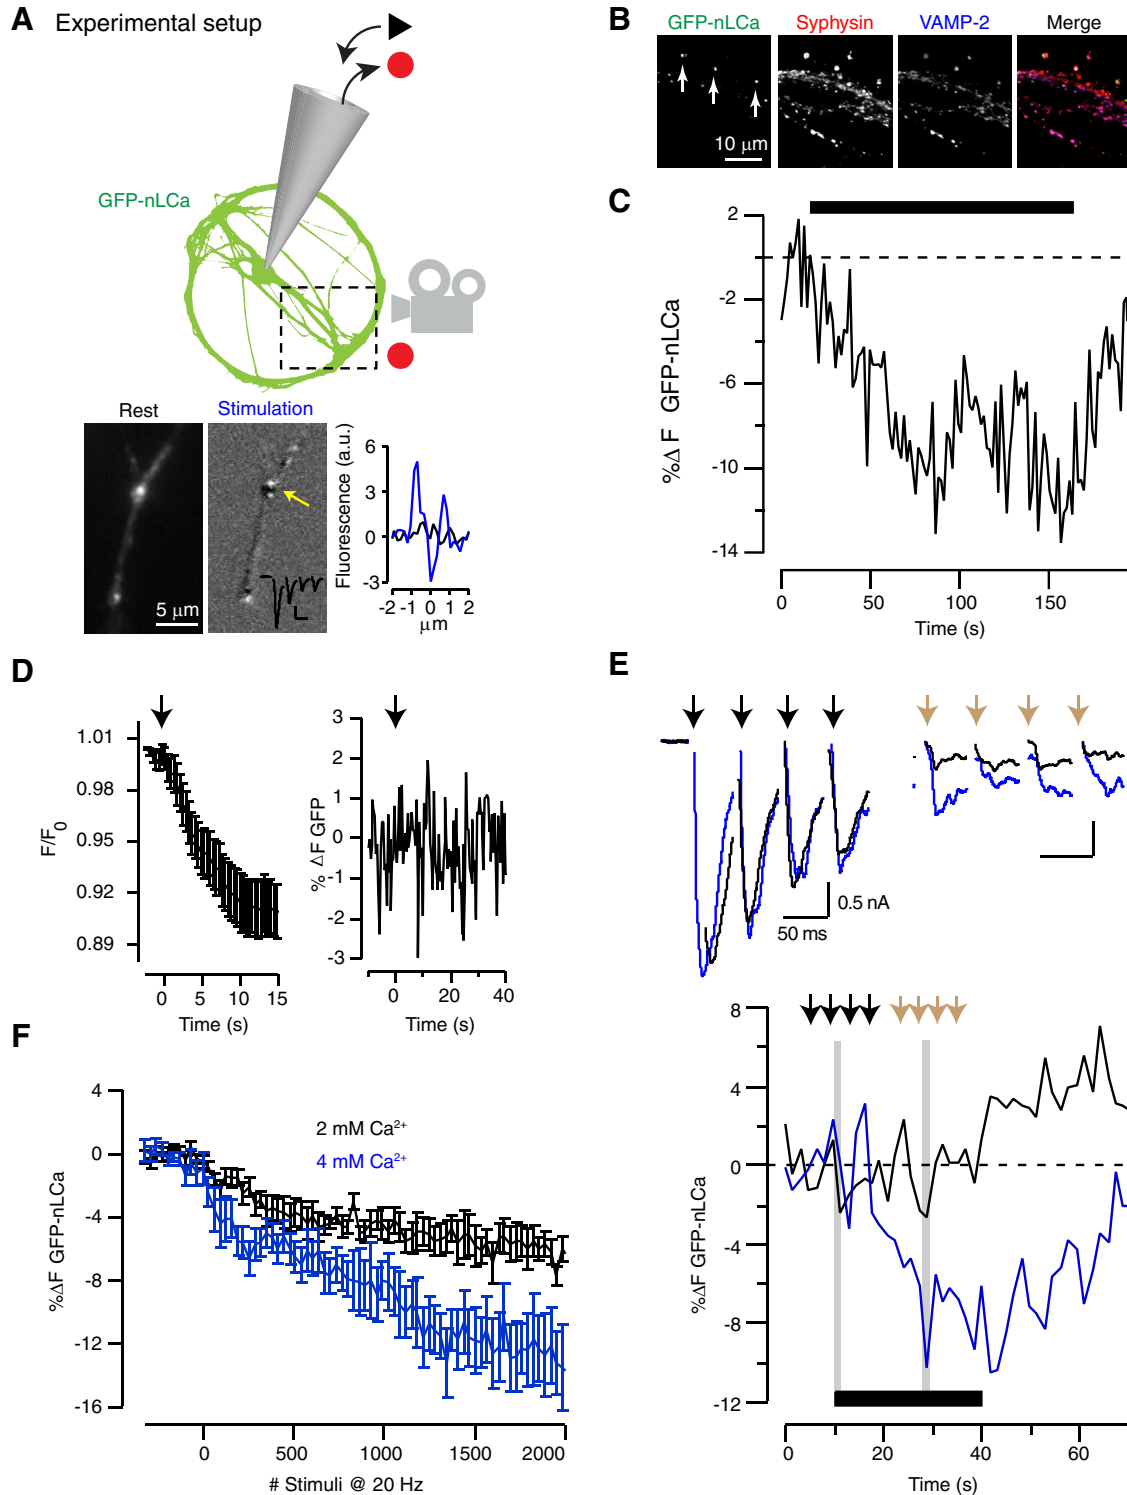 A Experimental setup
GFP-nLCa
Rest
Stimulation
5 μm
Fluorescence (a.u.)
6
3
0
-3
-2 -1 0 1 2
μm
B
GFP-nLCa Syphysin VAMP-2 Merge
10 μm
C
%Δ F GFP-nLCa
2
-2
-6
-10
-14
0 50 100 150
Time (s)
D
F/F0
1.01
0.98
0.95
0.92
0.89
0 5 10 15
Time (s)
% ΔF GFP
3
2
1
0
-1
-2
-3
0 20 40
Time (s)
E
0.5 nA
50 ms
%ΔF GFP-nLCa
8
4
0
-4
-8
-12
0 20 40 60
Time (s)
F
%ΔF GFP-nLCa
4
0
-4
-8
-12
-16
2 mM Ca2+
4 mM Ca2+
0 500 1000 1500 2000
# Stimuli @ 20 Hz